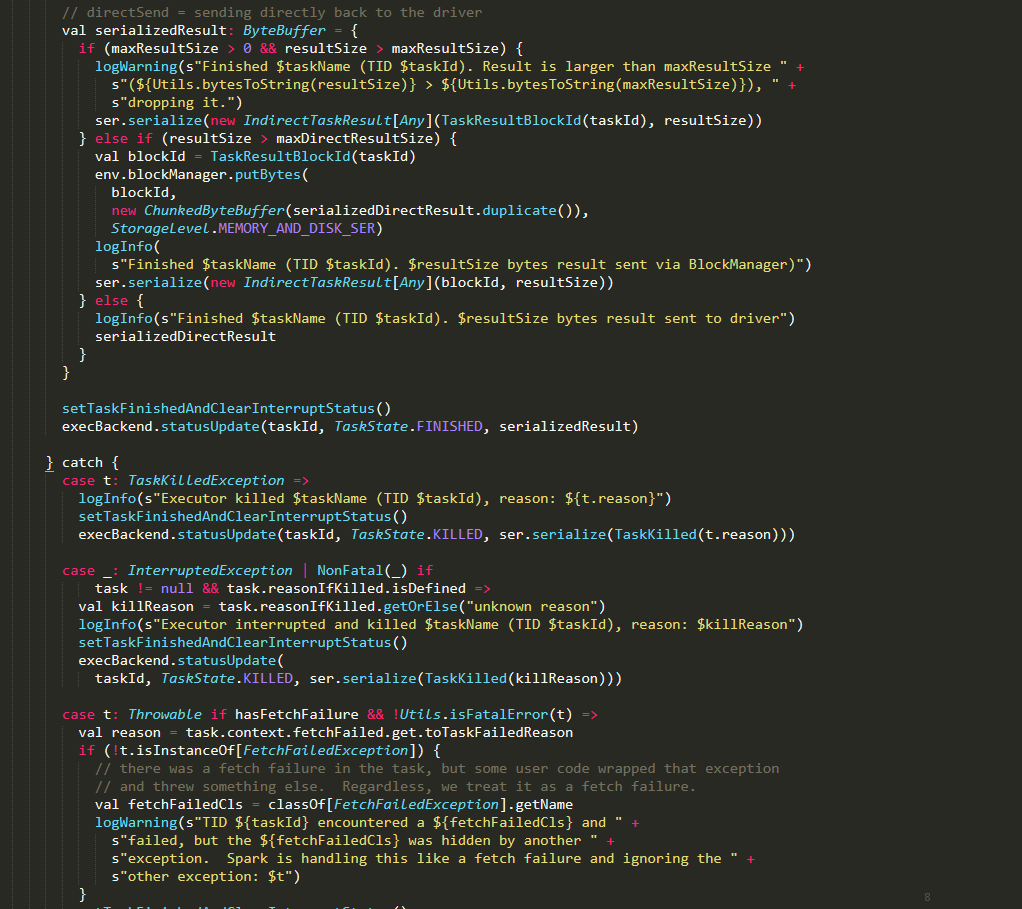 // directSend = sending directly back to the driver
val serializedResult: ByteBuffer = {
if (maxResultSize > 0 && resultSize > maxResultSize) {
logWarning(s"Finished $taskName (TID $taskId). Result is larger than maxResultSize " +
s"(${Utils.bytesToString(resultSize)} > ${Utils.bytesToString(maxResultSize)}), " +
s"dropping it.")
ser.serialize(new IndirectTaskResult[Any](TaskResultBlockId(taskId), resultSize))
} else if (resultSize > maxDirectResultSize) {
val blockId = TaskResultBlockId(taskId)
env.blockManager.putBytes(
blockId,
new ChunkedByteBuffer(serializedDirectResult.duplicate()),
StorageLevel.MEMORY_AND_DISK_SER)
logInfo(
s"Finished $taskName (TID $taskId). $resultSize bytes result sent via BlockManager)")
ser.serialize(new IndirectTaskResult[Any](blockId, resultSize))
} else {
logInfo(s"Finished $taskName (TID $taskId). $resultSize bytes result sent to driver")
serializedDirectResult
}
}
setTaskFinishedAndClearInterruptStatus()
execBackend.statusUpdate(taskId, TaskState.FINISHED, serializedResult)
} catch {
case t: TaskKilledException =>
logInfo(s"Executor killed $taskName (TID $taskId), reason: ${t.reason}")
setTaskFinishedAndClearInterruptStatus()
execBackend.statusUpdate(taskId, TaskState.KILLED, ser.serialize(TaskKilled(t.reason)))
case _: InterruptedException | NonFatal(_) if
task != null && task.reasonIfKilled.isDefined =>
val killReason = task.reasonIfKilled.getOrElse("unknown reason")
logInfo(s"Executor interrupted and killed $taskName (TID $taskId), reason: $killReason")
setTaskFinishedAndClearInterruptStatus()
execBackend.statusUpdate(
taskId, TaskState.KILLED, ser.serialize(TaskKilled(killReason)))
case t: Throwable if hasFetchFailure && !Utils.isFatalError(t) =>
val reason = task.context.fetchFailed.get.toTaskFailedReason
if (!t.isInstanceOf[FetchFailedException]) {
// there was a fetch failure in the task, but some user code wrapped that exception
// and threw something else.  Regardless, we treat it as a fetch failure.
val fetchFailedCls = classOf[FetchFailedException].getName
logWarning(s"TID ${taskId} encountered a ${fetchFailedCls} and " +
s"failed, but the ${fetchFailedCls} was hidden by another " +
s"exception.  Spark is handling this like a fetch failure and ignoring the " +
s"other exception: $t")
}
8